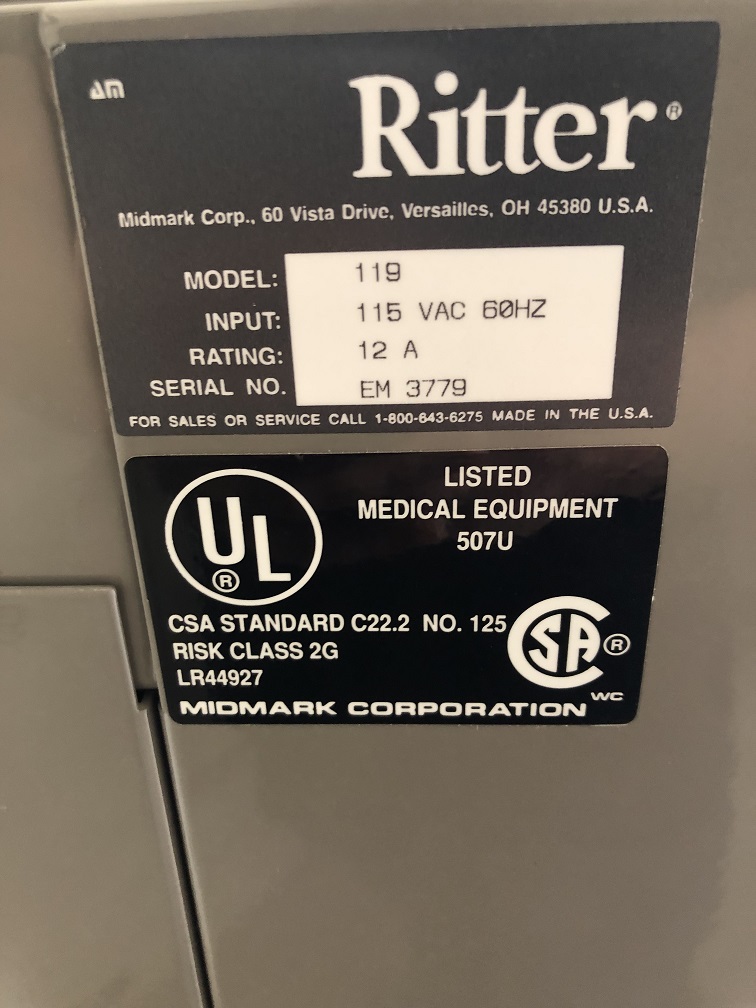 AM
Ritter®
Midmark Corp., 60 Vista Drive, Versailles, OH 45380 U.S.A.
MODEL: 119
INPUT: 115 VAC 60HZ
RATING: 12 A
SERIAL NO. EM 3779
FOR SALES OR SERVICE CALL 1-800-643-6275 MADE IN THE U.S.A.
UL®
LISTED
MEDICAL EQUIPMENT
507U
CSA STANDARD C22.2 NO. 125
RISK CLASS 2G
LR44927
CSA®
MIDMARK CORPORATION WC